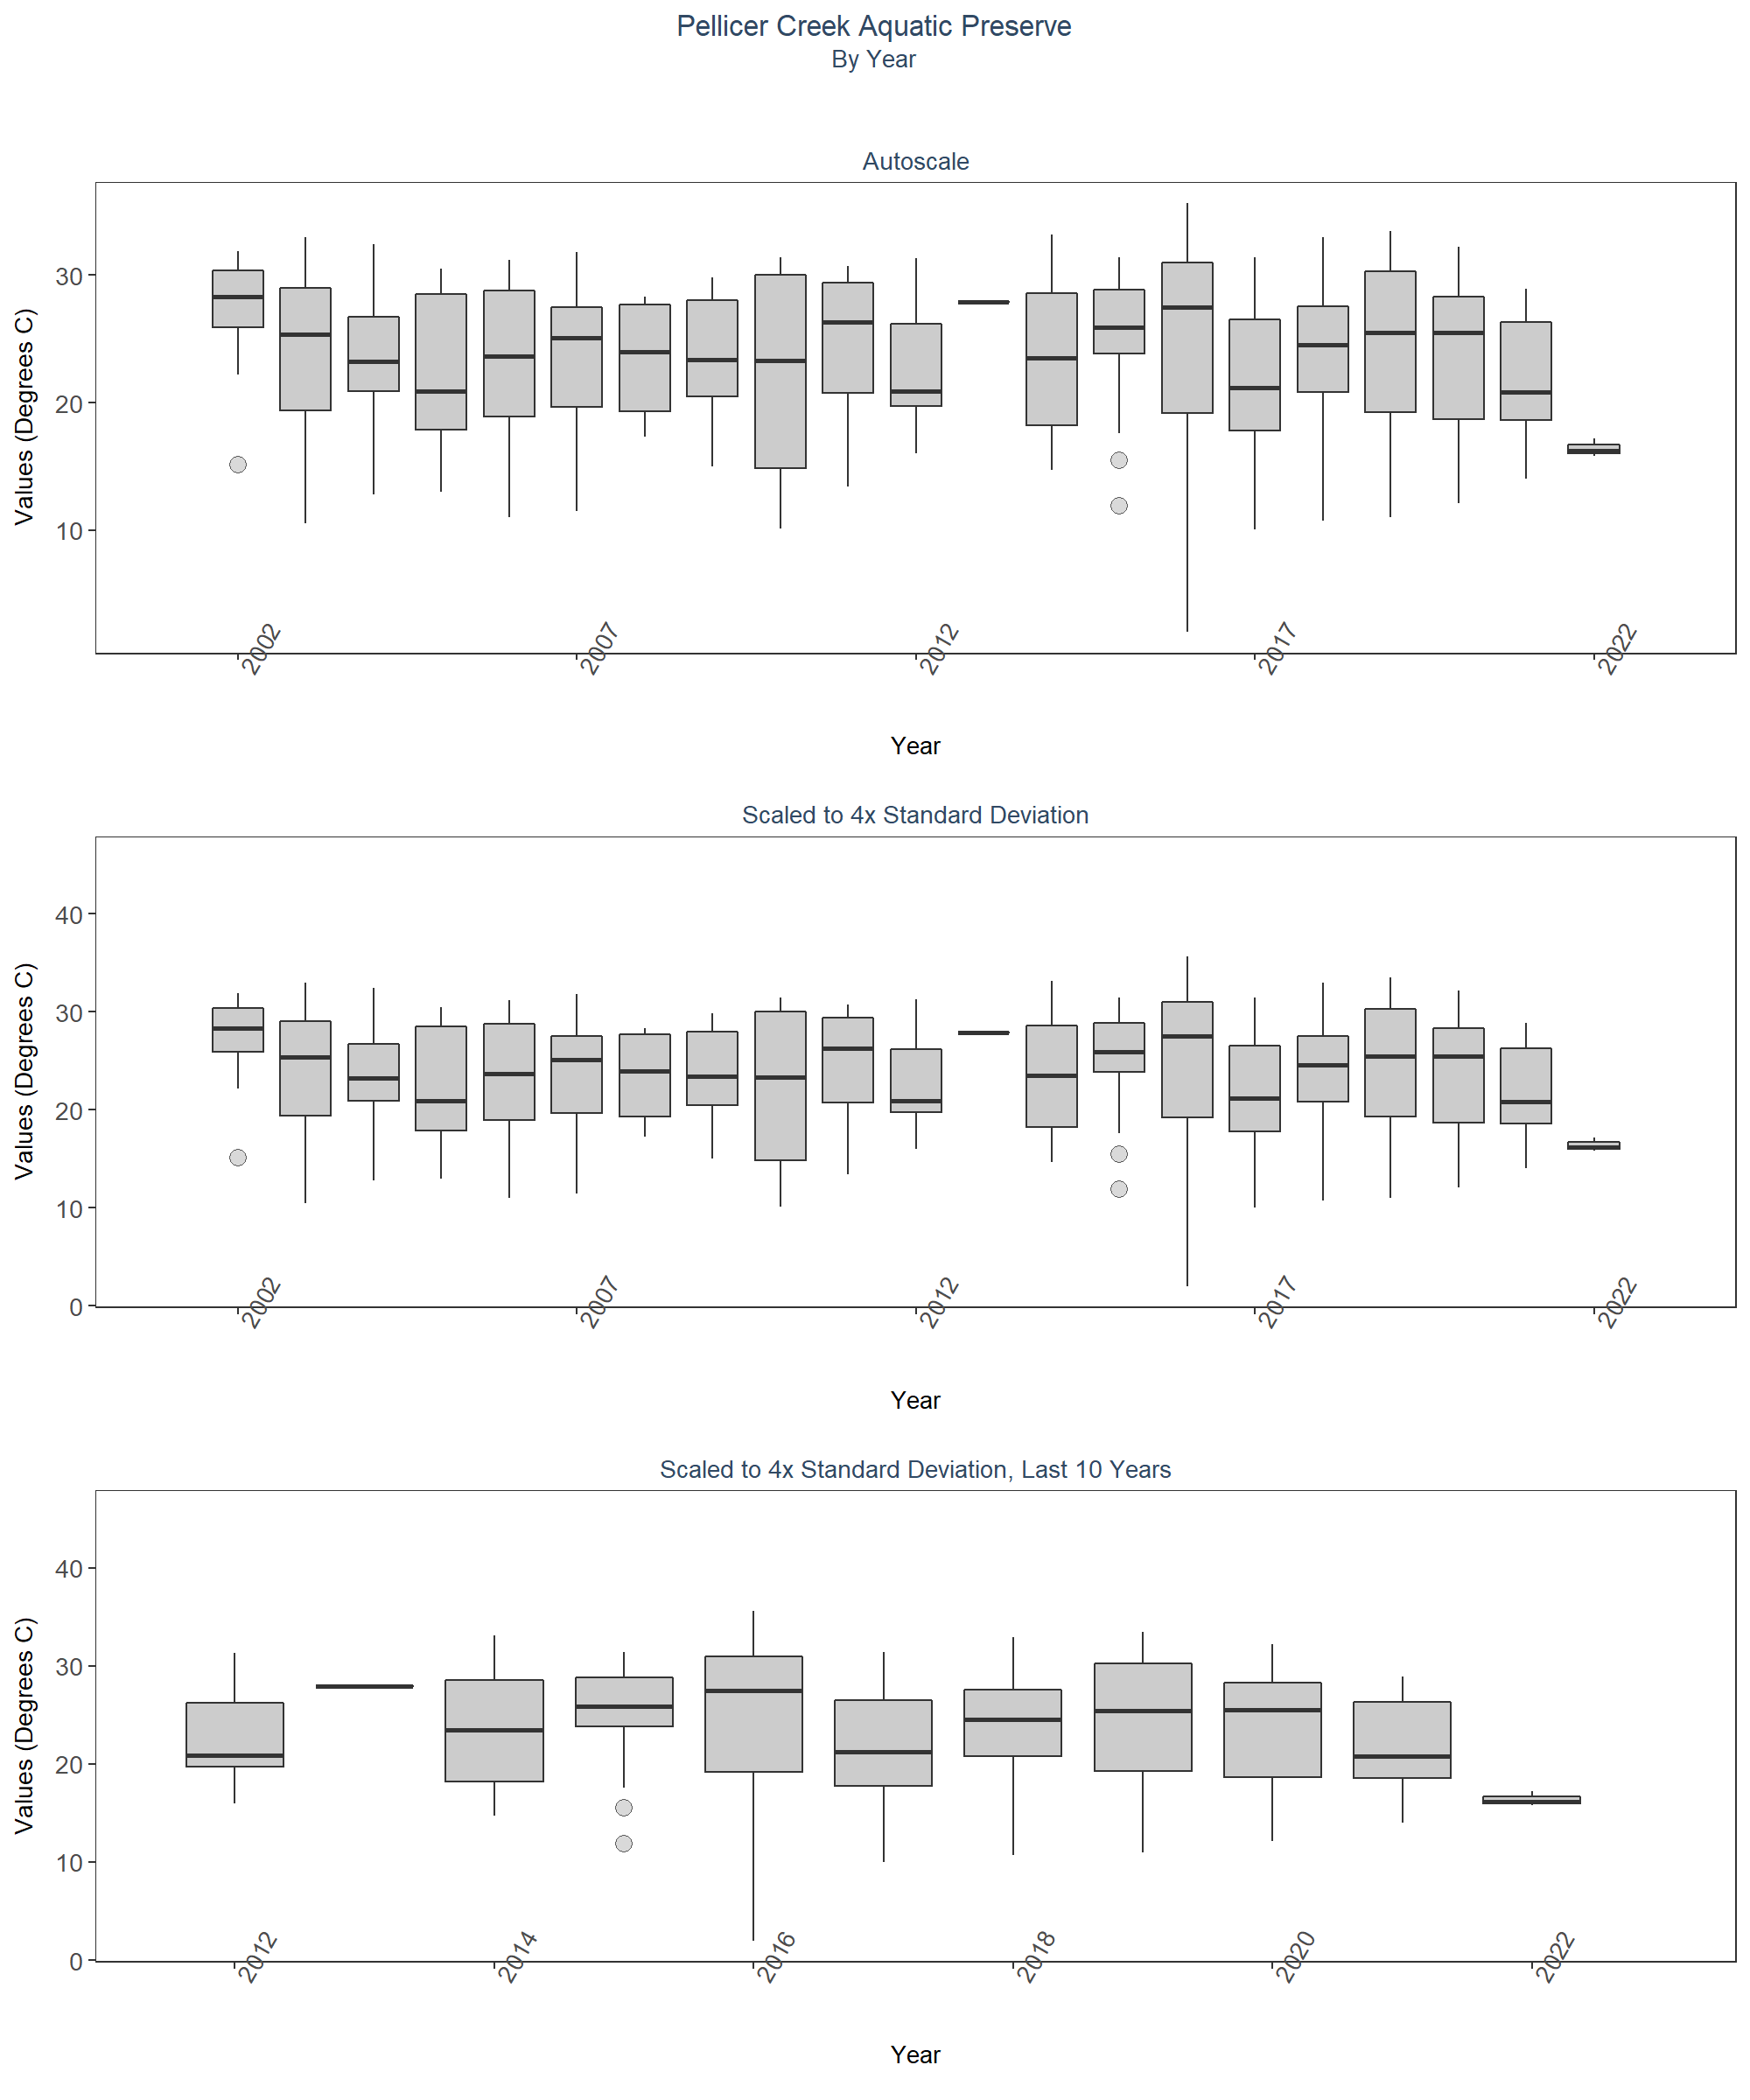 Pellicer Creek Aquatic Preserve
By Year
Autoscale
Values (Degrees C)
30
20
10
2002 2007 2012 2017 2022
Year
Scaled to 4x Standard Deviation
Values (Degrees C)
40
30
20
10
0
2002 2007 2012 2017 2022
Year
Scaled to 4x Standard Deviation, Last 10 Years
Values (Degrees C)
40
30
20
10
0
2012 2014 2016 2018 2020 2022
Year